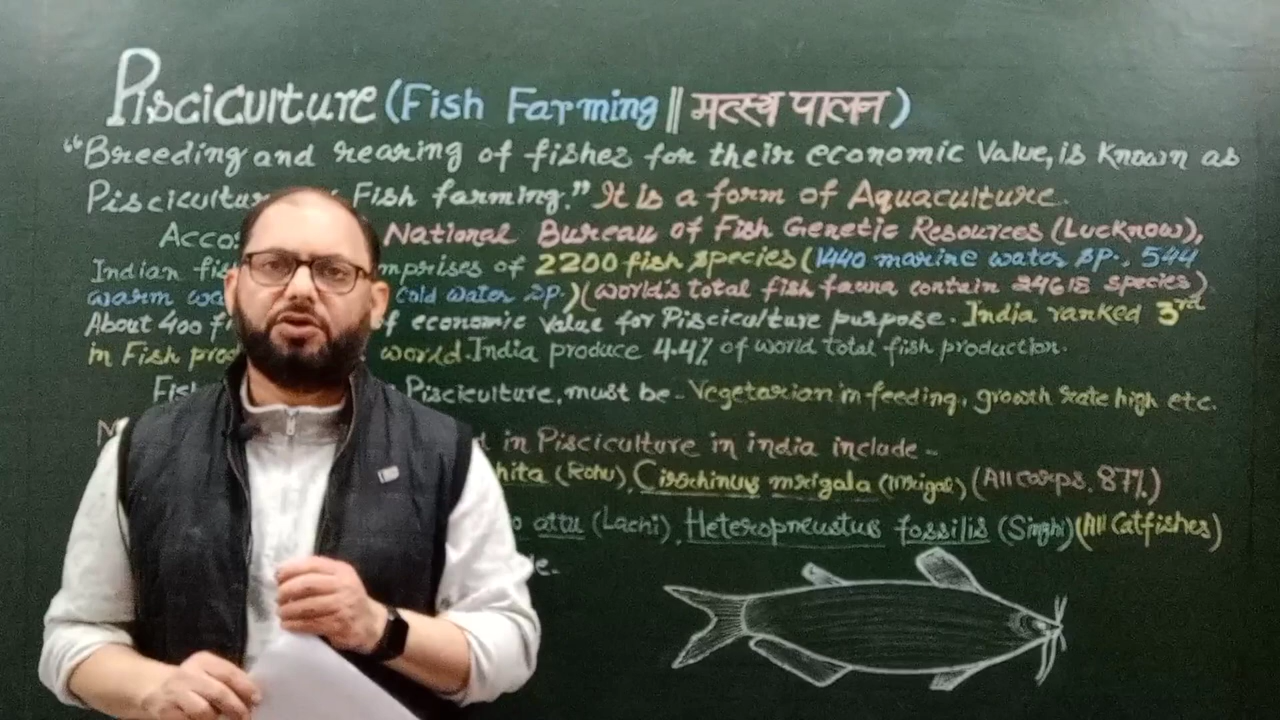 Pisciculture (Fish Farming || मत्स्य पालन)
"Breeding and rearing of fishes for their economic value, is known as
Piscicultur Fish farming." It is a form of Aquaculture.
Acco National Bureau of Fish Genetic Resources (Lucknow),
Indian fis mprises of 2200 fish species (1440 marine water sp., 544
warm wa cold water sp.) (world's total fish fauna contain 24618 species)
About 400 fi f economic value for Pisciculture purpose. India ranked 3rd
in Fish prod world. India produce 4.4% of world total fish production.
Fis Pisciculture, must be - Vegetarian in feeding, growth rate high etc.
M d in Pisciculture in india include -
hita (Rohu), Cirrhinus mrigala (Mrigal) (All carps, 87%)
o attu (Lachi), Heteropneustus fossilis (Singhi) (All Catfishes)
e.